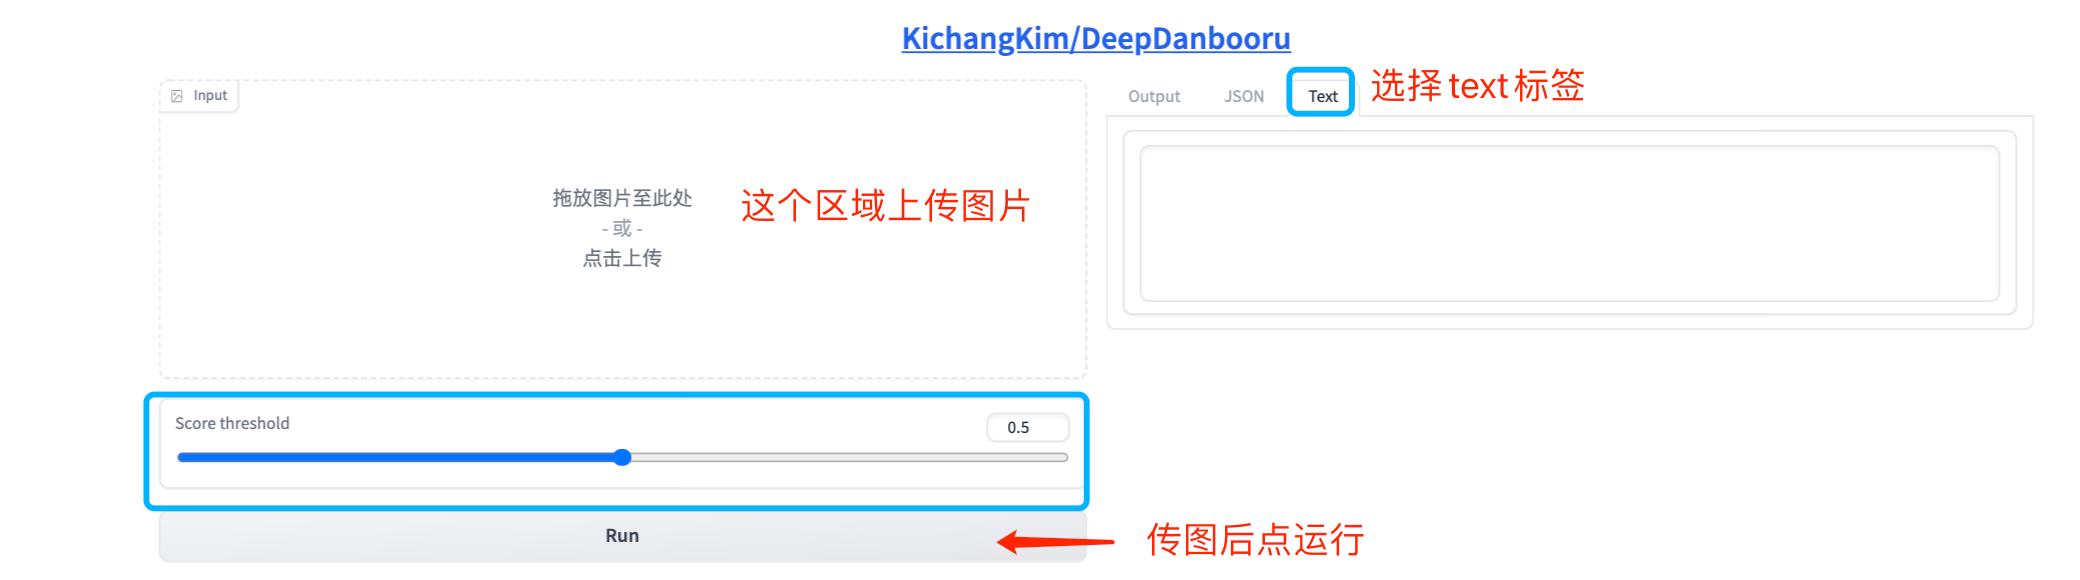 KichangKim/DeepDanbooru
Input
拖放图片至此处
- 或 -
点击上传
这个区域上传图片
Output JSON Text
选择text标签
Score threshold
0.5
Run
传图后点运行